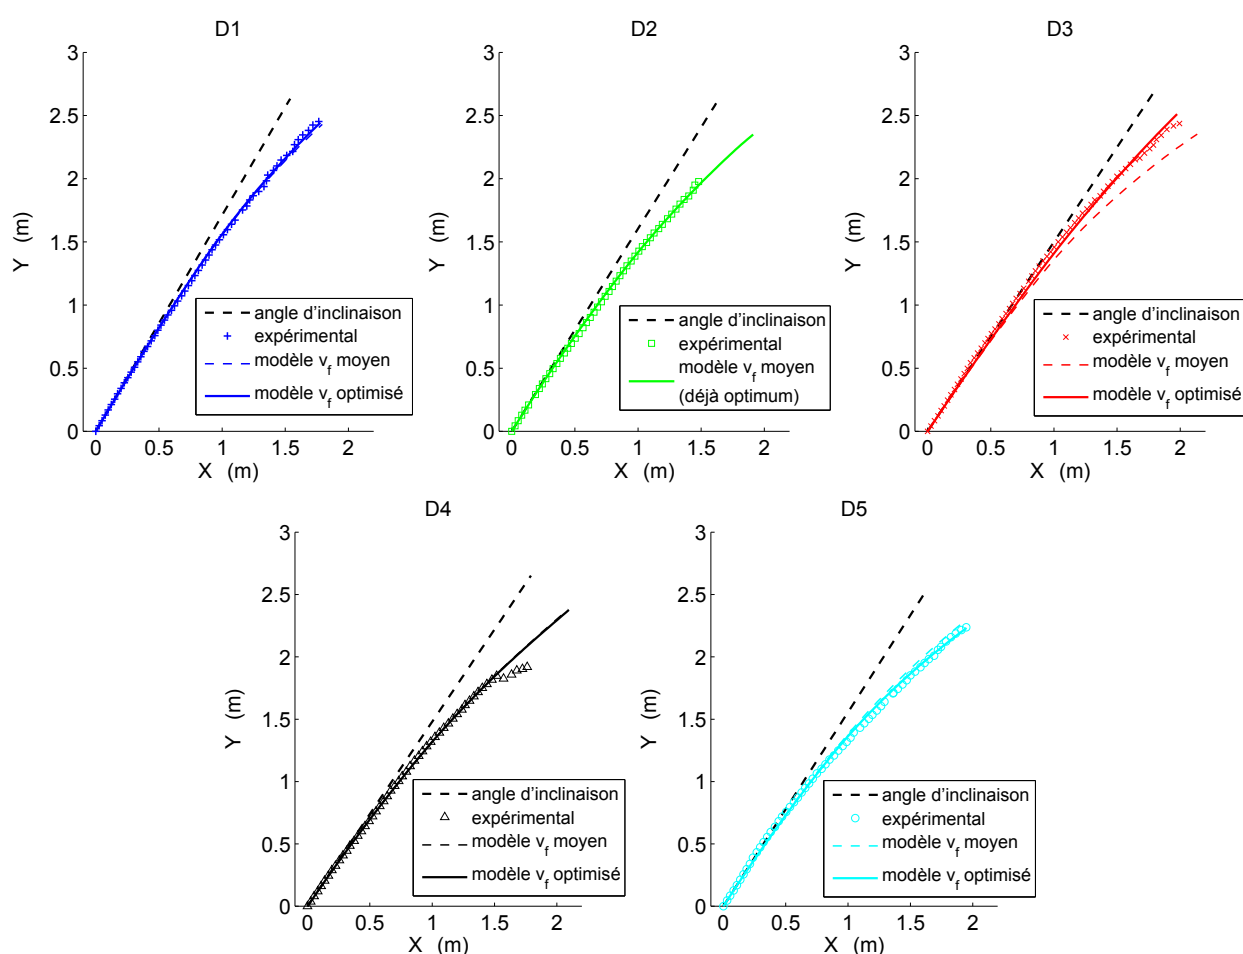 D1
3
2.5
2
1.5
1
0.5
0
Y (m)
0 0.5 1 1.5 2
X (m)
angle d'inclinaison
expérimental
modèle v_f moyen
modèle v_f optimisé
D2
3
2.5
2
1.5
1
0.5
0
Y (m)
0 0.5 1 1.5 2
X (m)
angle d'inclinaison
expérimental
modèle v_f moyen
(déjà optimum)
D3
3
2.5
2
1.5
1
0.5
0
Y (m)
0 0.5 1 1.5 2
X (m)
angle d'inclinaison
expérimental
modèle v_f moyen
modèle v_f optimisé
D4
3
2.5
2
1.5
1
0.5
0
Y (m)
0 0.5 1 1.5 2
X (m)
angle d'inclinaison
expérimental
modèle v_f moyen
modèle v_f optimisé
D5
3
2.5
2
1.5
1
0.5
0
Y (m)
0 0.5 1 1.5 2
X (m)
angle d'inclinaison
expérimental
modèle v_f moyen
modèle v_f optimisé